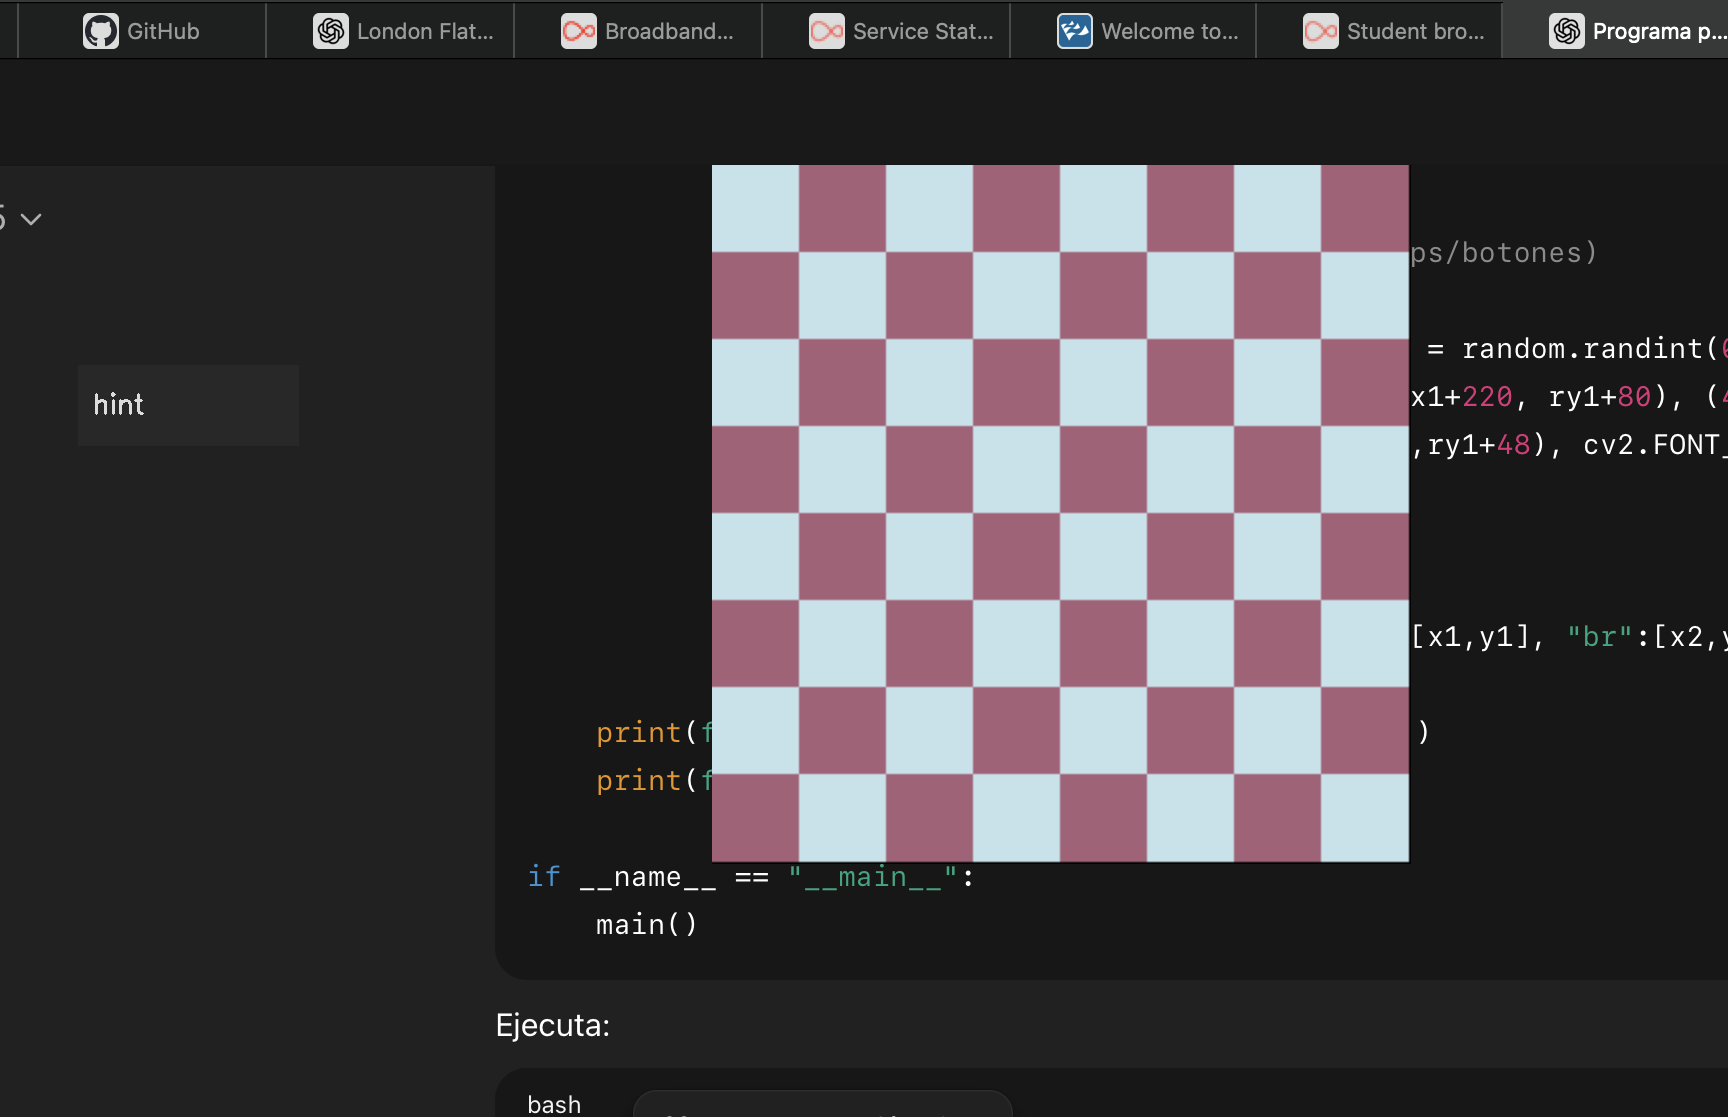 GitHub
London Flat...
Broadband...
Service Stat...
Welcome to...
Student bro...
Programa p...
hint
ps/botones)
= random.randint(
x1+220, ry1+80), (
,ry1+48), cv2.FONT_
[x1,y1], "br":[x2,y
print(f )
print(f
if __name__ == "__main__":
main()
Ejecuta:
bash